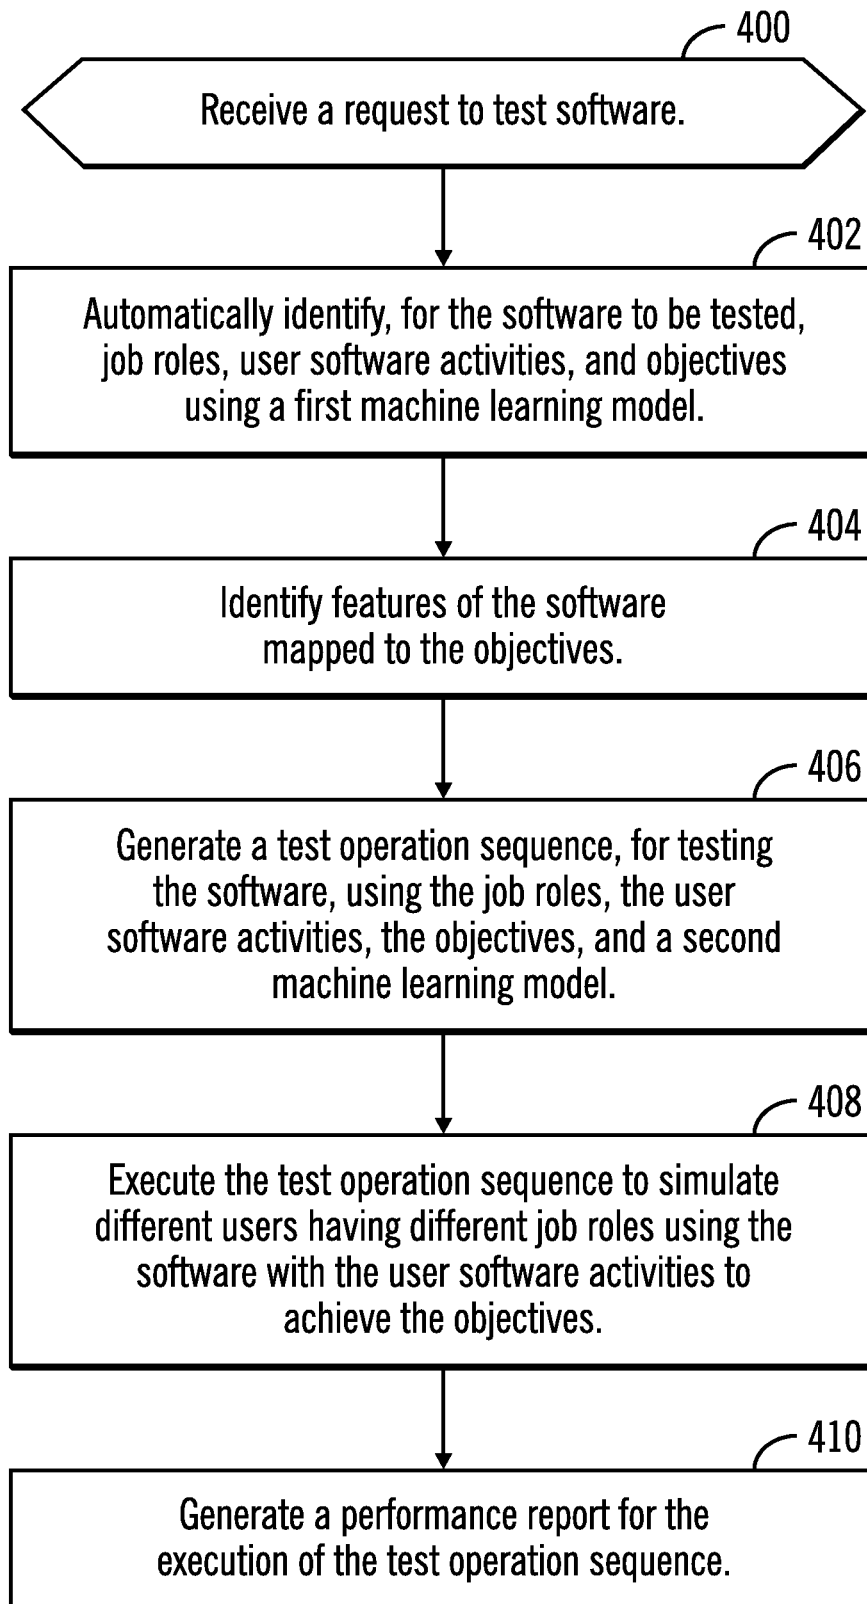 400
Receive a request to test software.
402
Automatically identify, for the software to be tested,
job roles, user software activities, and objectives
using a first machine learning model.
404
Identify features of the software
mapped to the objectives.
406
Generate a test operation sequence, for testing
the software, using the job roles, the user
software activities, the objectives, and a second
machine learning model.
408
Execute the test operation sequence to simulate
different users having different job roles using the
software with the user software activities to
achieve the objectives.
410
Generate a performance report for the
execution of the test operation sequence.